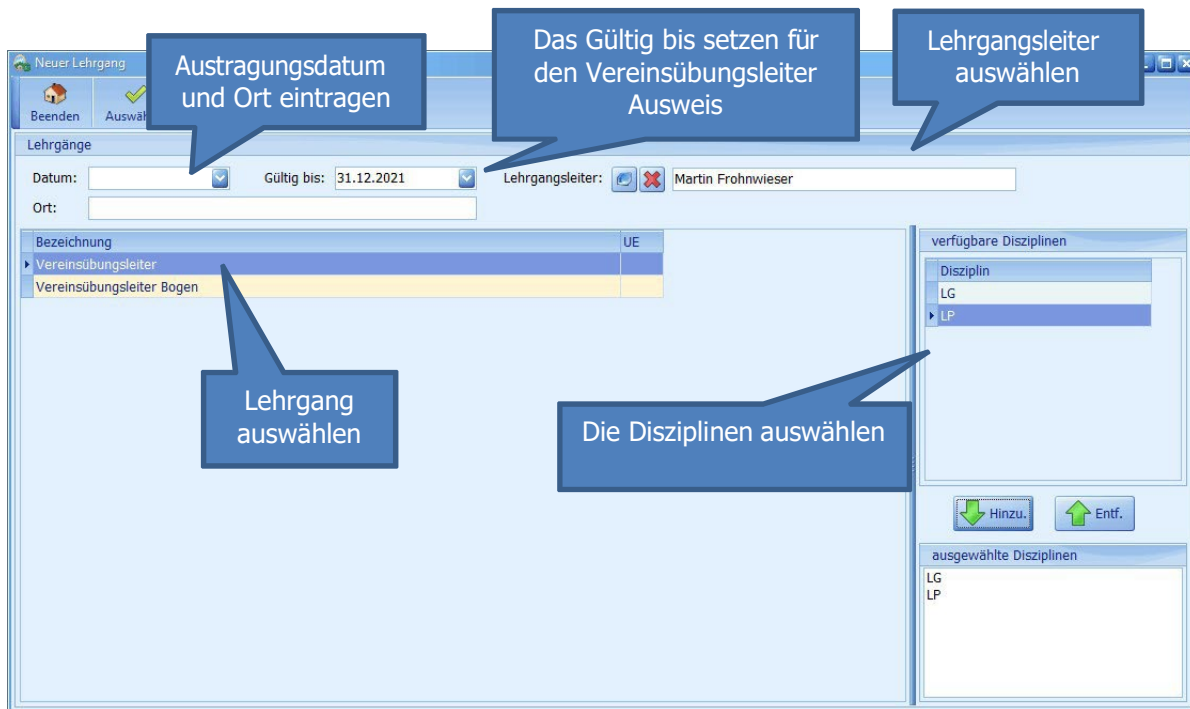 Neuer Lehrgang
Austragungsdatum
und Ort eintragen
Das Gültig bis setzen für
den Vereinsübungsleiter
Ausweis
Lehrgangsleiter
auswählen
Beenden
Lehrgänge
Datum:
Gültig bis: 31.12.2021
Lehrgangsleiter: Martin Frohnwieser
Ort:
Bezeichnung UE
Vereinsübungsleiter
Vereinsübungsleiter Bogen
Lehrgang
auswählen
verfügbare Disziplinen
Disziplin
LG
LP
Die Disziplinen auswählen
Hinzu. Entf.
ausgewählte Disziplinen
LG
LP